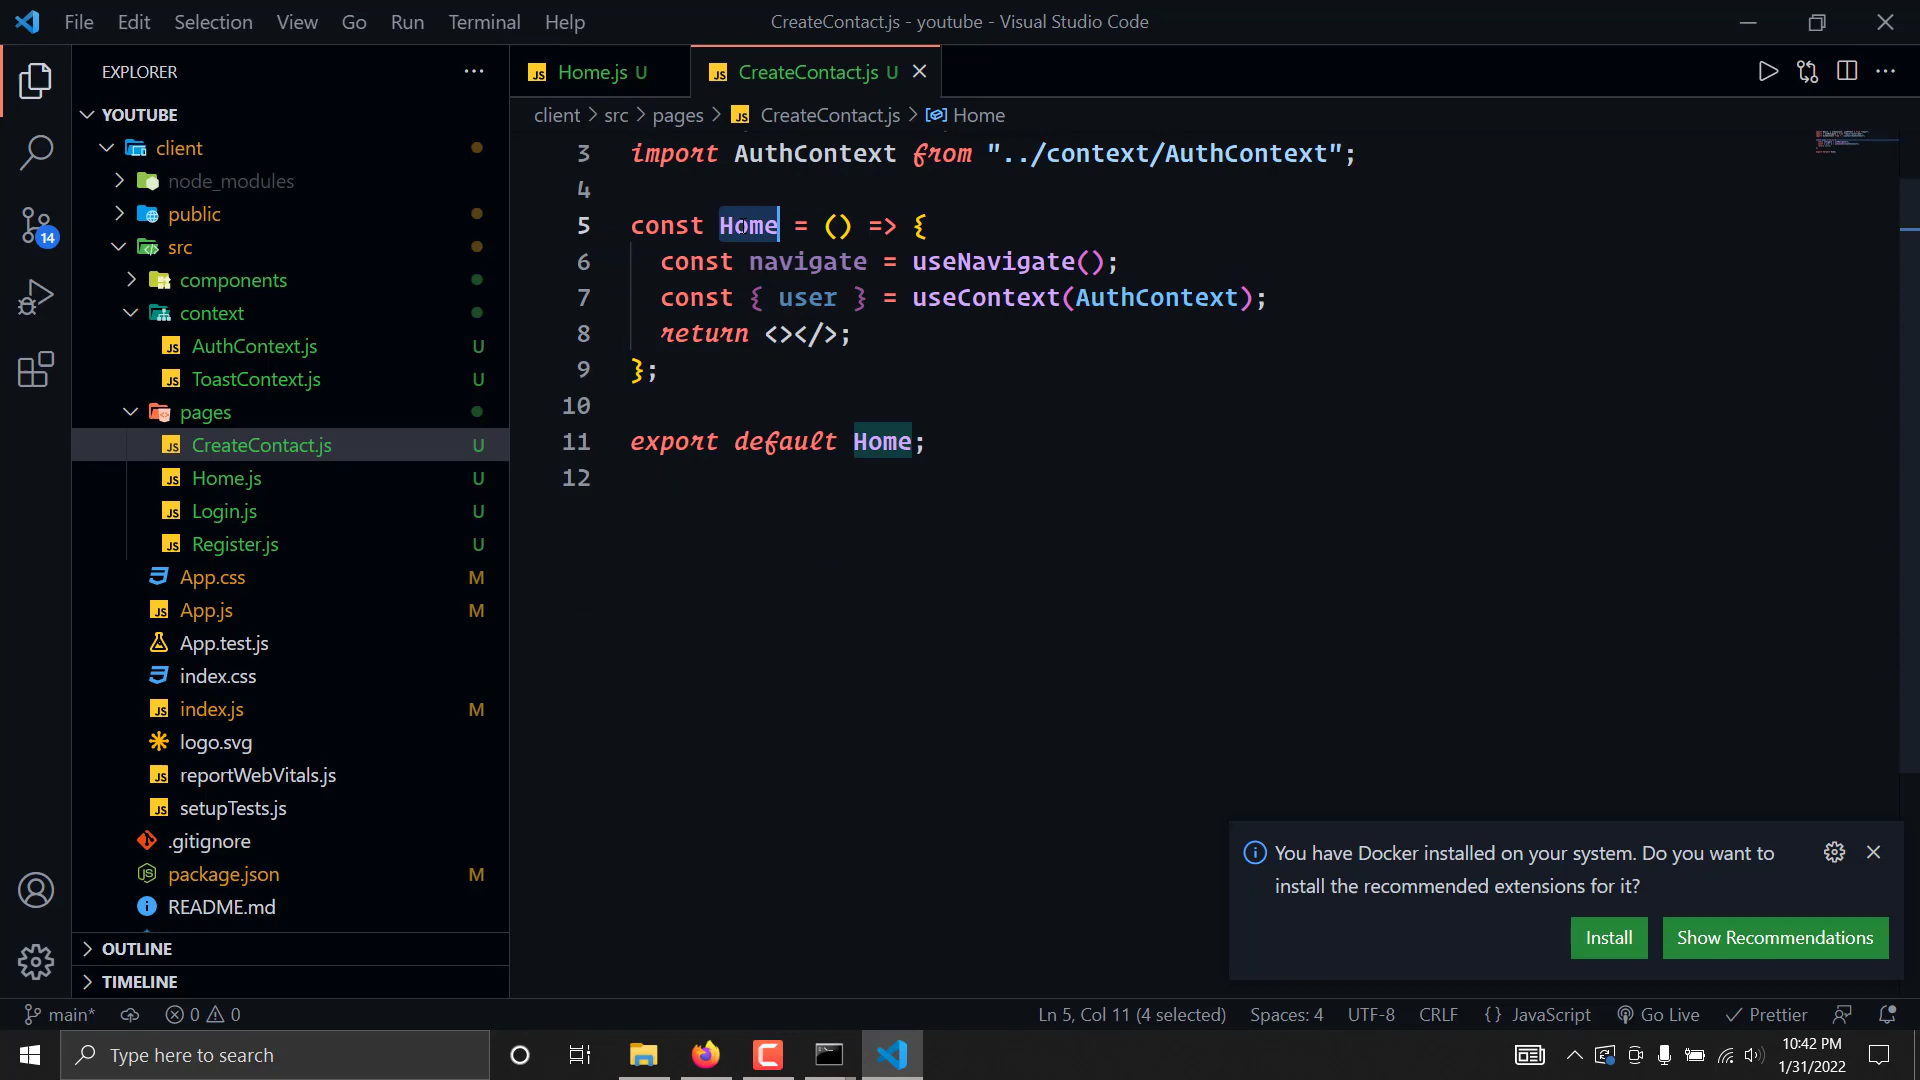 File Edit Selection View Go Run Terminal Help
CreateContact.js - youtube - Visual Studio Code
EXPLORER
YOUTUBE
client
node_modules
public
src
components
context
AuthContext.js U
ToastContext.js U
pages
CreateContact.js U
Home.js U
Login.js U
Register.js U
App.css M
App.js M
App.test.js
index.css
index.js M
logo.svg
reportWebVitals.js
setupTests.js
.gitignore
package.json M
README.md
OUTLINE
TIMELINE
14
Home.js U
CreateContact.js U
client > src > pages > CreateContact.js > Home
3 import AuthContext from "../context/AuthContext";
4
5 const Home = () => {
6 const navigate = useNavigate();
7 const { user } = useContext(AuthContext);
8 return <></>;
9 };
10
11 export default Home;
12
You have Docker installed on your system. Do you want to
install the recommended extensions for it?
Install
Show Recommendations
main* 0 0
Ln 5, Col 11 (4 selected) Spaces: 4 UTF-8 CRLF {} JavaScript Go Live Prettier
Type here to search
10:42 PM
1/31/2022